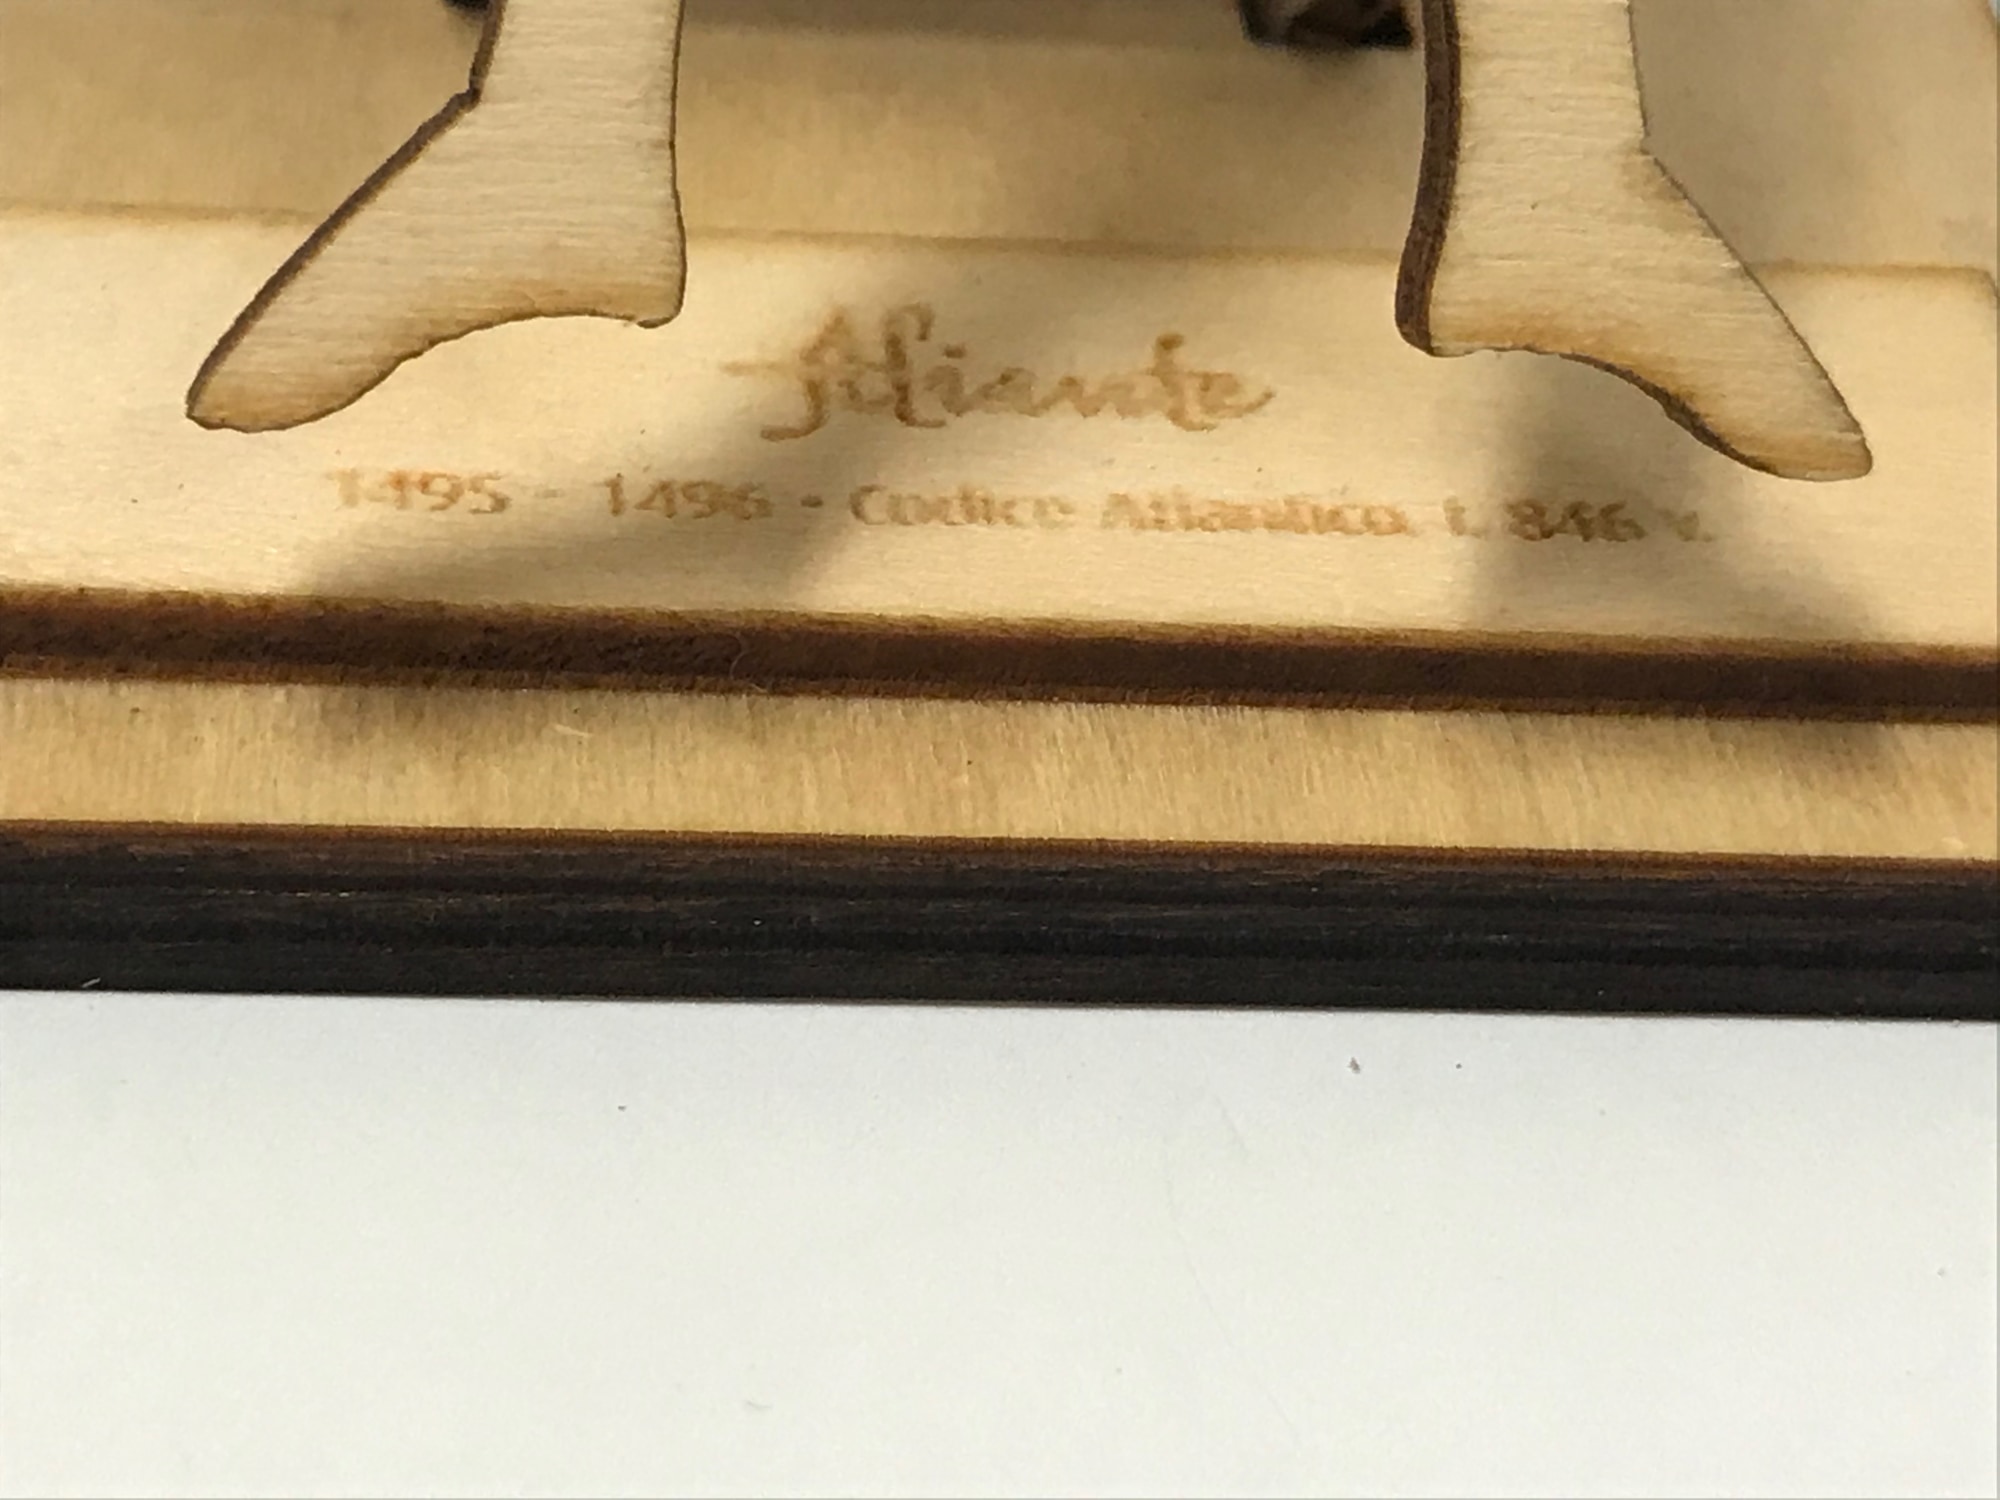 Aliante
1495 - 1496 - Codice Atlantico f. 846 v.